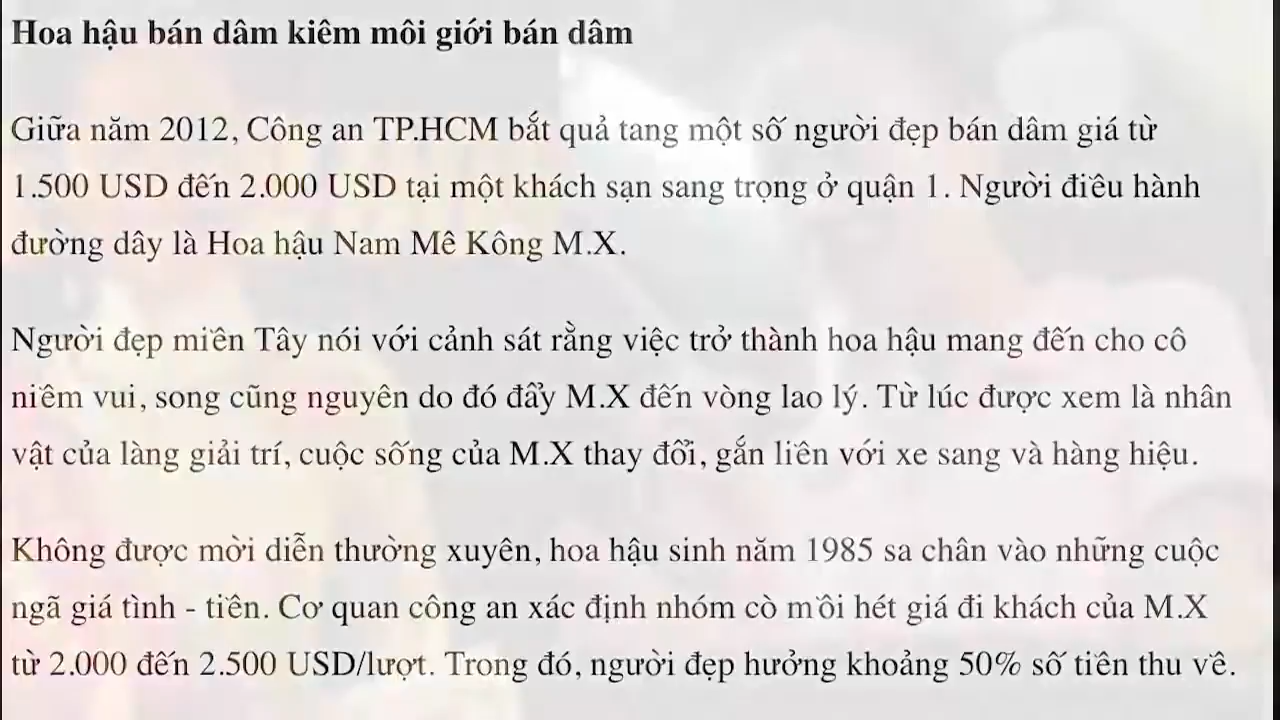 Hoa hậu bán dâm kiêm môi giới bán dâm
Giữa năm 2012, Công an TP.HCM bắt quả tang một số người đẹp bán dâm giá từ
1.500 USD đến 2.000 USD tại một khách sạn sang trọng ở quận 1. Người điều hành
đường dây là Hoa hậu Nam Mê Kông M.X.
Người đẹp miền Tây nói với cảnh sát rằng việc trở thành hoa hậu mang đến cho cô
niềm vui, song cũng nguyên do đó đẩy M.X đến vòng lao lý. Từ lúc được xem là nhân
vật của làng giải trí, cuộc sống của M.X thay đổi, gắn liền với xe sang và hàng hiệu.
Không được mời diễn thường xuyên, hoa hậu sinh năm 1985 sa chân vào những cuộc
ngã giá tình - tiền. Cơ quan công an xác định nhóm cò mồi hét giá đi khách của M.X
từ 2.000 đến 2.500 USD/lượt. Trong đó, người đẹp hưởng khoảng 50% số tiền thu về.